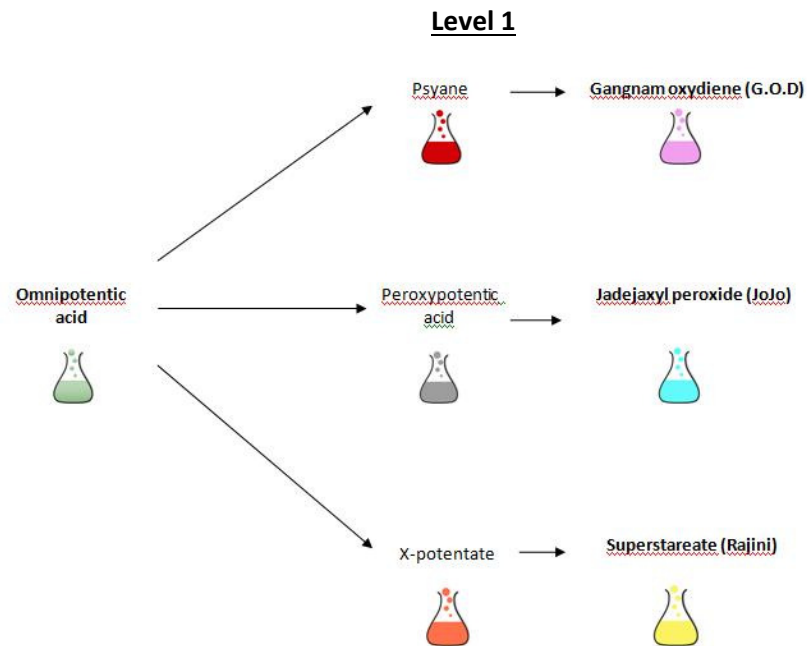 Level 1
Psyane
Gangnam oxydiene (G.O.D)
Omnipotentic
acid
Peroxypotentic
acid
Jadejaxyl peroxide (JoJo)
X-potentate
Superstareate (Rajini)